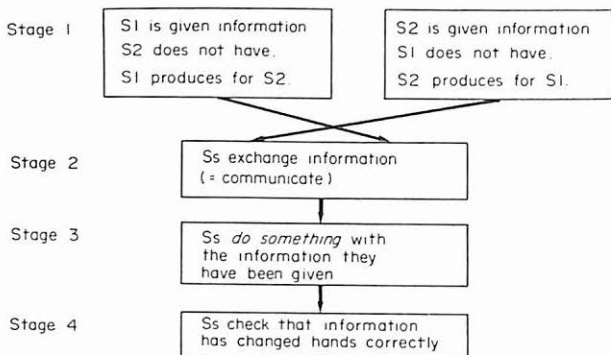 Stage 1
S1 is given information
S2 does not have.
S1 produces for S2.
S2 is given information
S1 does not have.
S2 produces for S1.
Stage 2
Ss exchange information
(= communicate)
Stage 3
Ss do something with
the information they
have been given
Stage 4
Ss check that information
has changed hands correctly